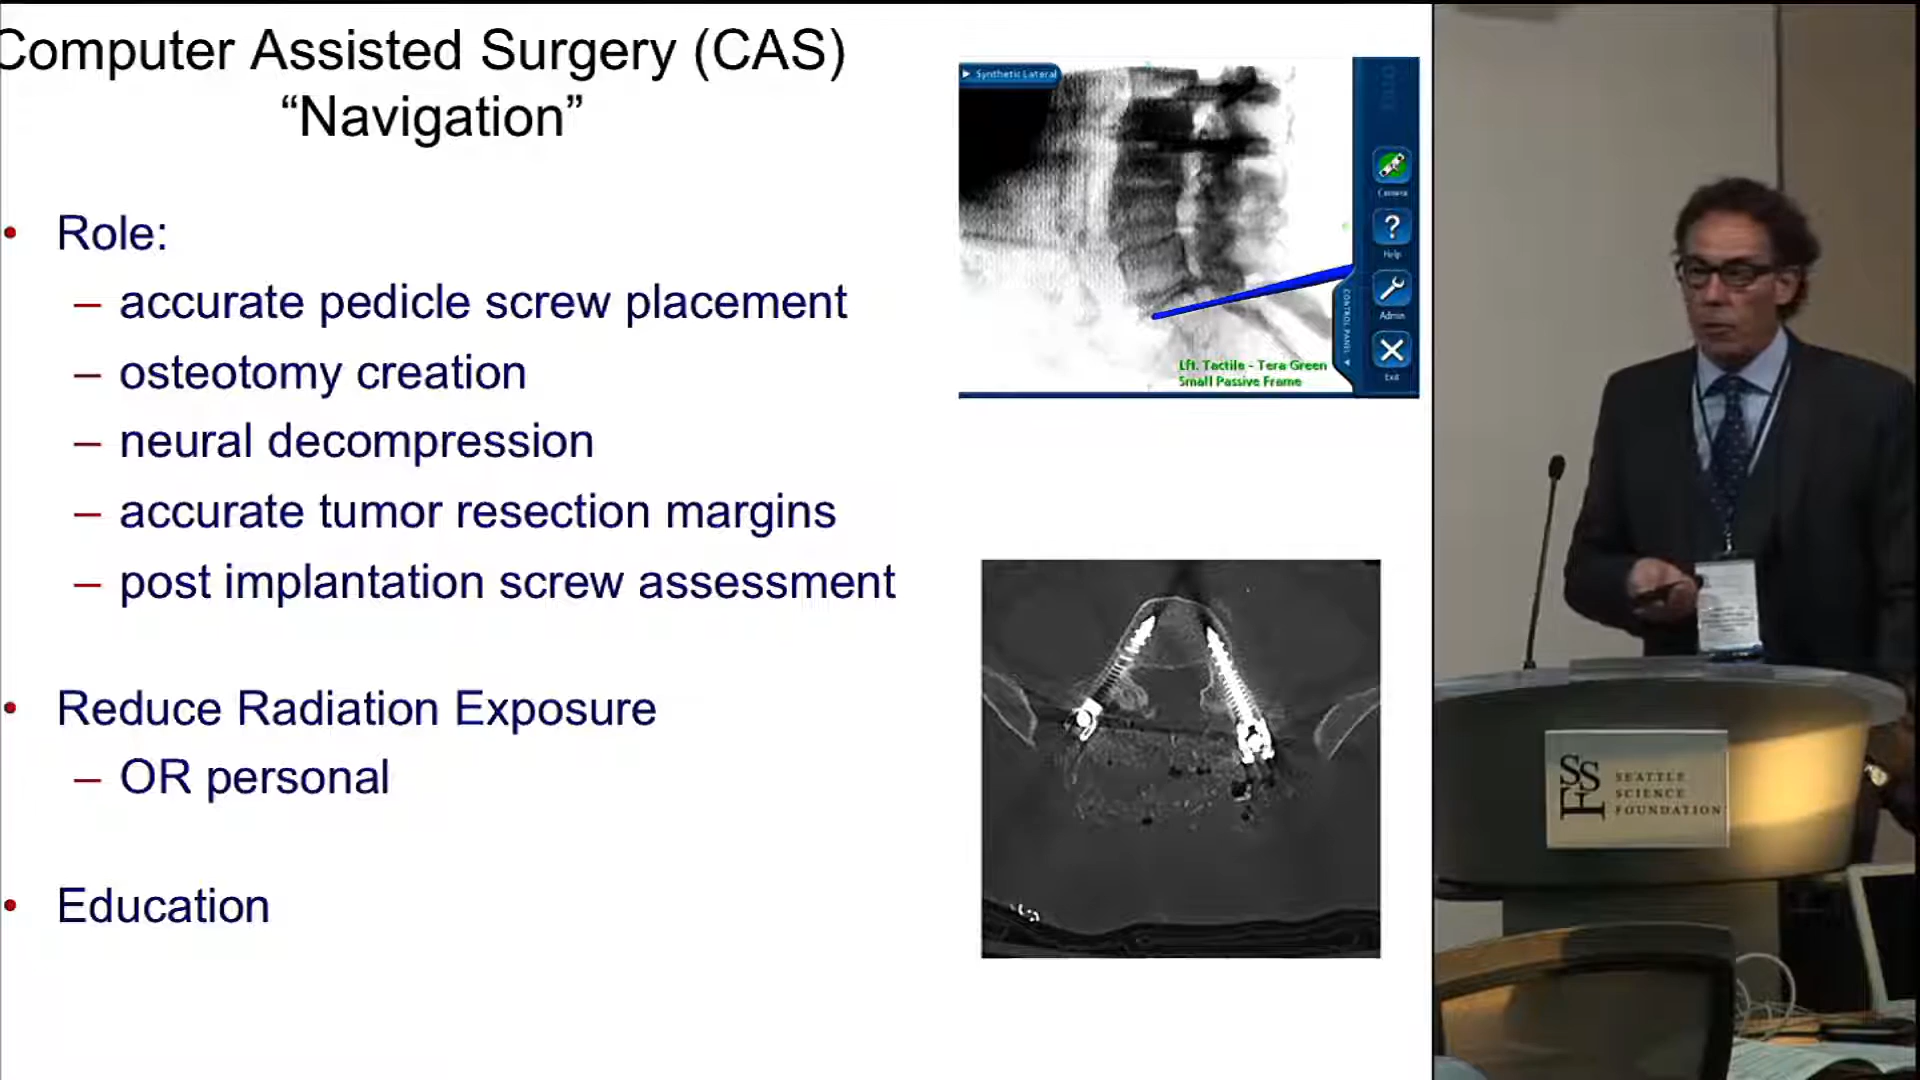 Computer Assisted Surgery (CAS)
“Navigation”
• Role:
– accurate pedicle screw placement
– osteotomy creation
– neural decompression
– accurate tumor resection margins
– post implantation screw assessment
• Reduce Radiation Exposure
– OR personal
• Education
Synthetic Lateral
Camera
Help
Admin
Exit
CONTROL PANEL
Lft. Tactile - Tera Green
Small Passive Frame
SSF
SEATTLE
SCIENCE
FOUNDATION